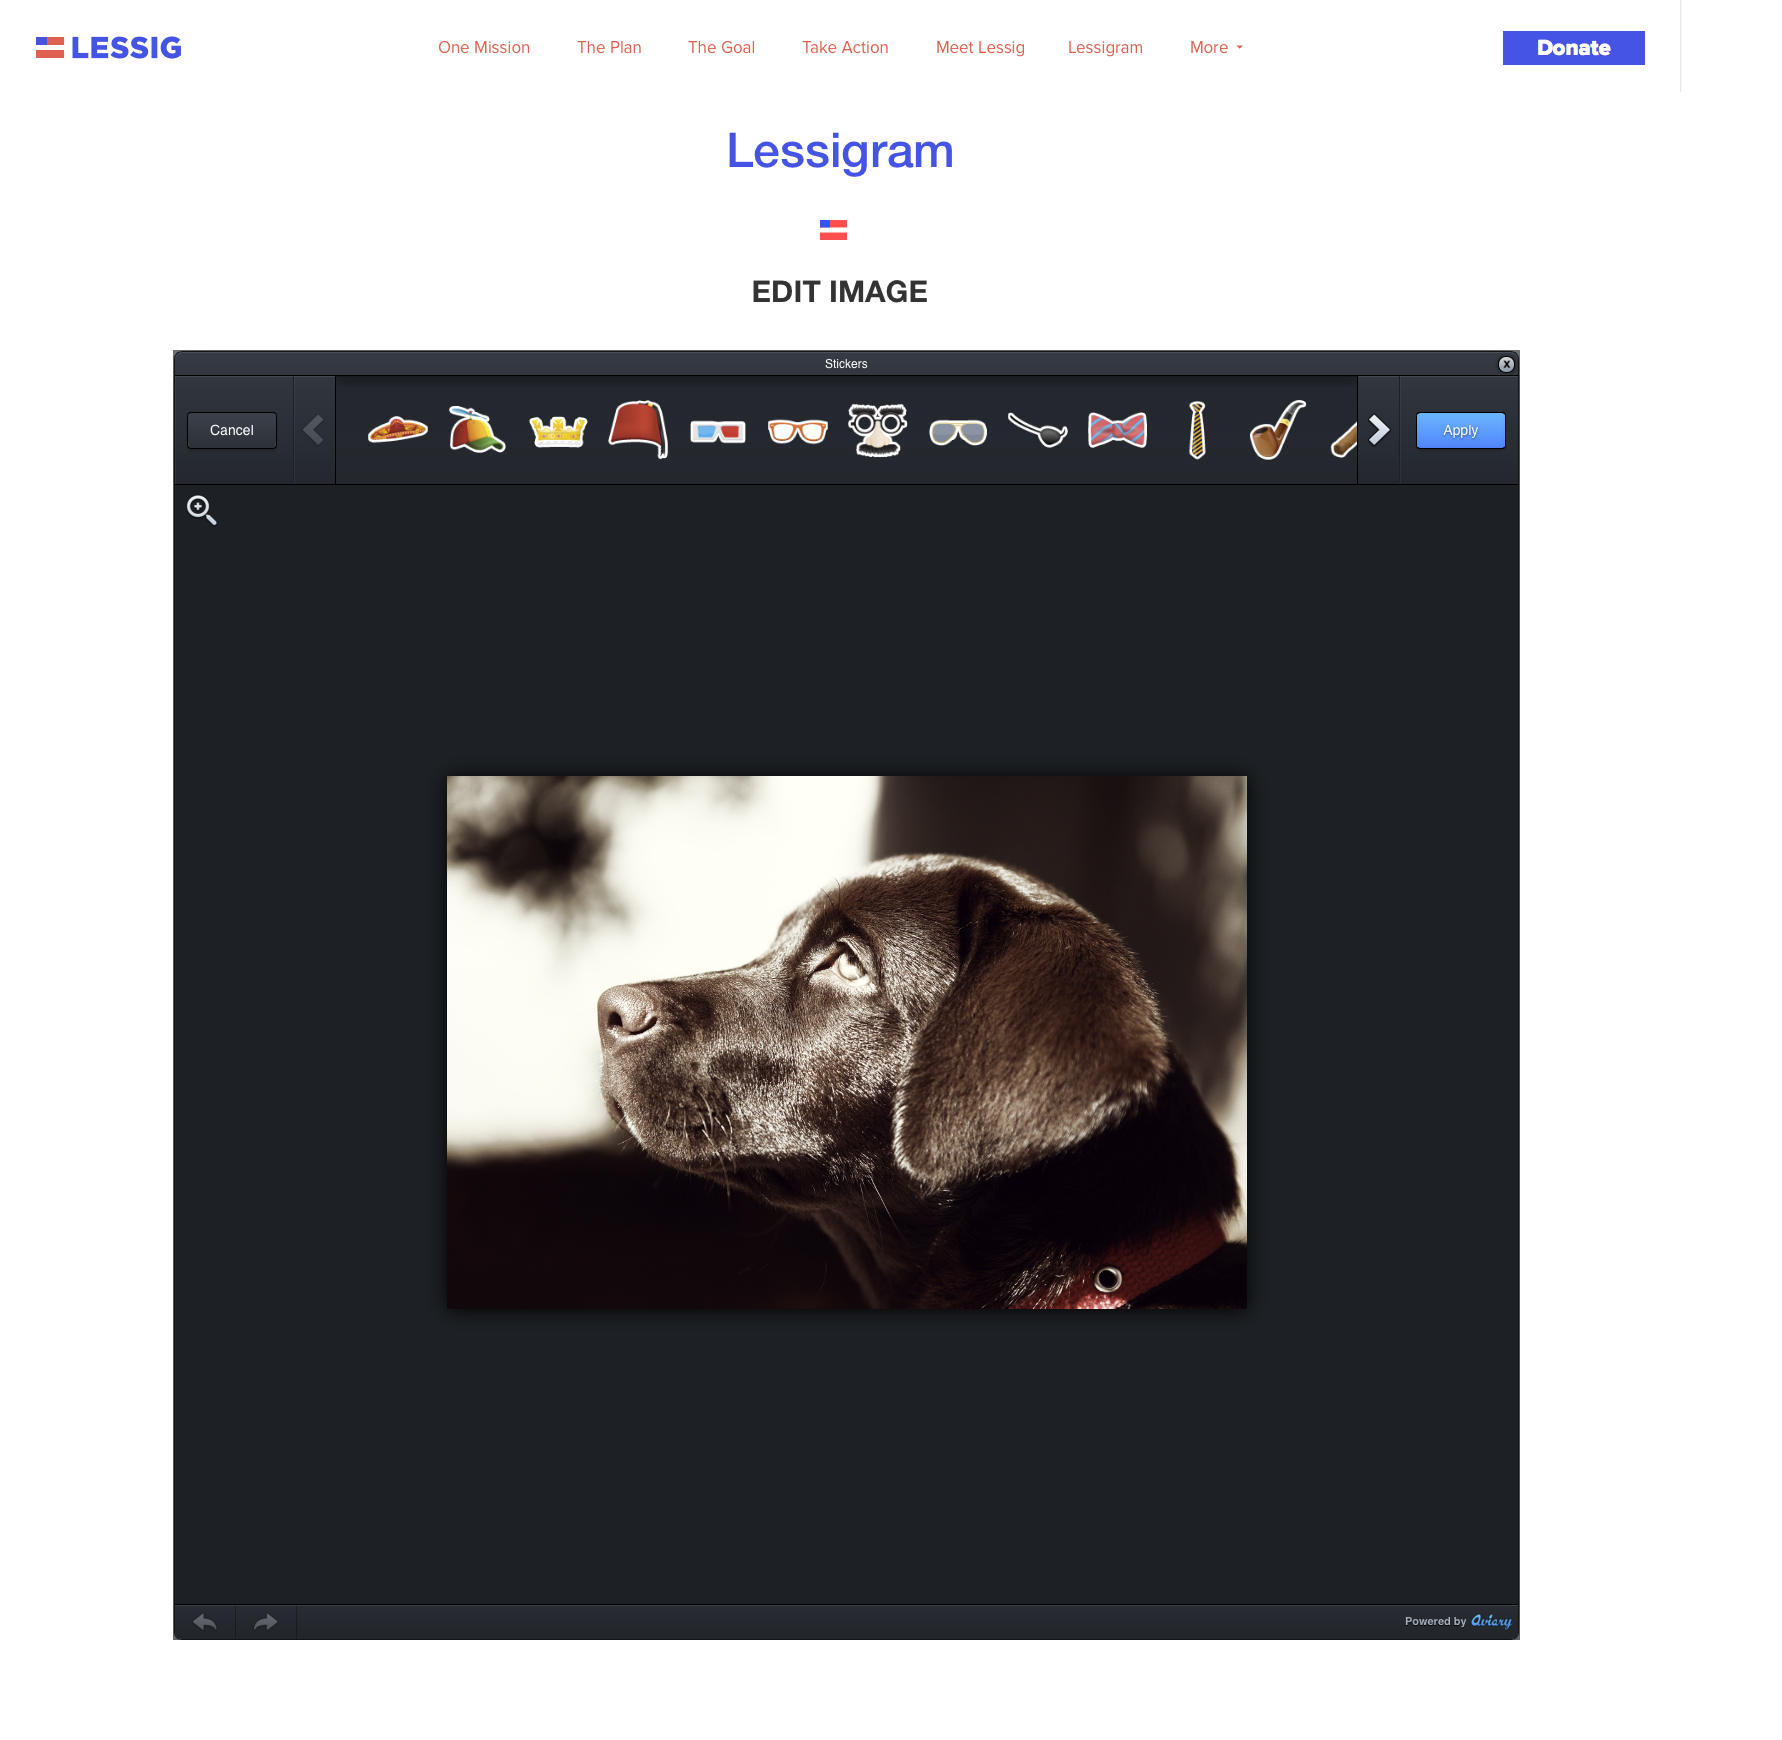 LESSIG
One Mission
The Plan
The Goal
Take Action
Meet Lessig
Lessigram
More
Donate
Lessigram
EDIT IMAGE
Stickers
x
Cancel
Apply
Powered by Aviary